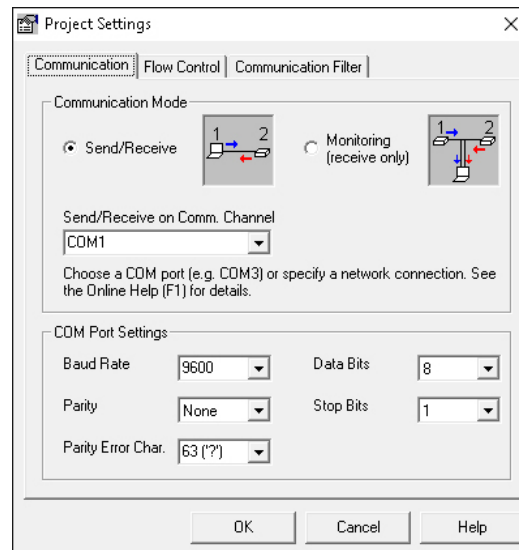 Project Settings
Communication
Flow Control
Communication Filter
Communication Mode
Send/Receive
1 2
Monitoring
(receive only)
1 2
Send/Receive on Comm. Channel
COM1
Choose a COM port (e.g. COM3) or specify a network connection. See
the Online Help (F1) for details.
COM Port Settings
Baud Rate
9600
Data Bits
8
Parity
None
Stop Bits
1
Parity Error Char.
63 ('?')
OK
Cancel
Help